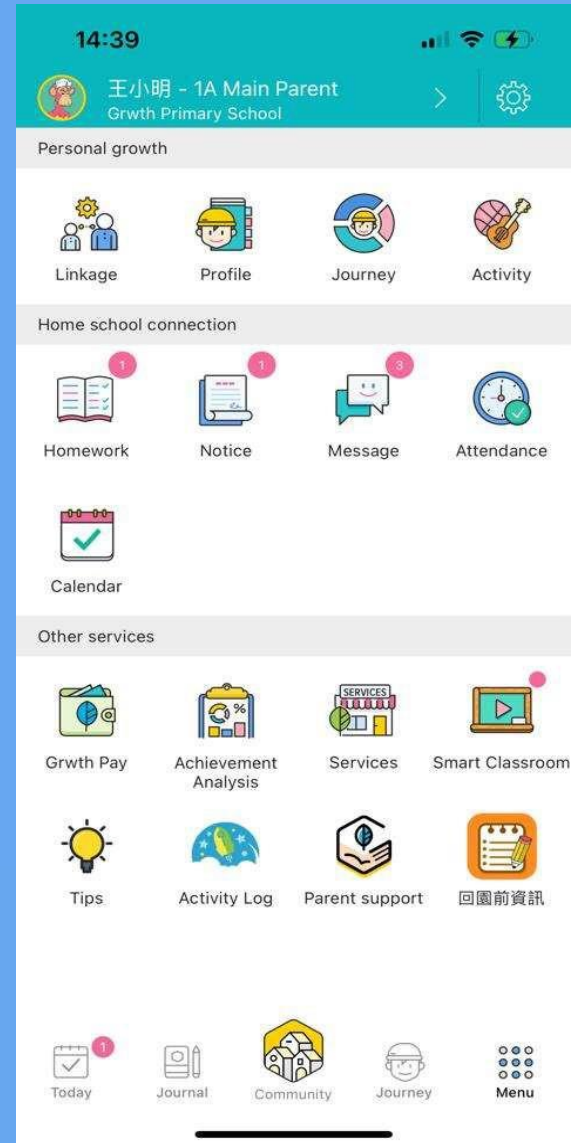 14:39
王小明 - 1A Main Parent
Grwth Primary School
Personal growth
Linkage
Profile
Journey
Activity
Home school connection
1
1
3
Homework
Notice
Message
Attendance
Calendar
Other services
%
SERVICES
Grwth Pay
Achievement
Analysis
Services
Smart Classroom
Tips
Activity Log
Parent support
回園前資訊
1
Today
Journal
Community
Journey
Menu